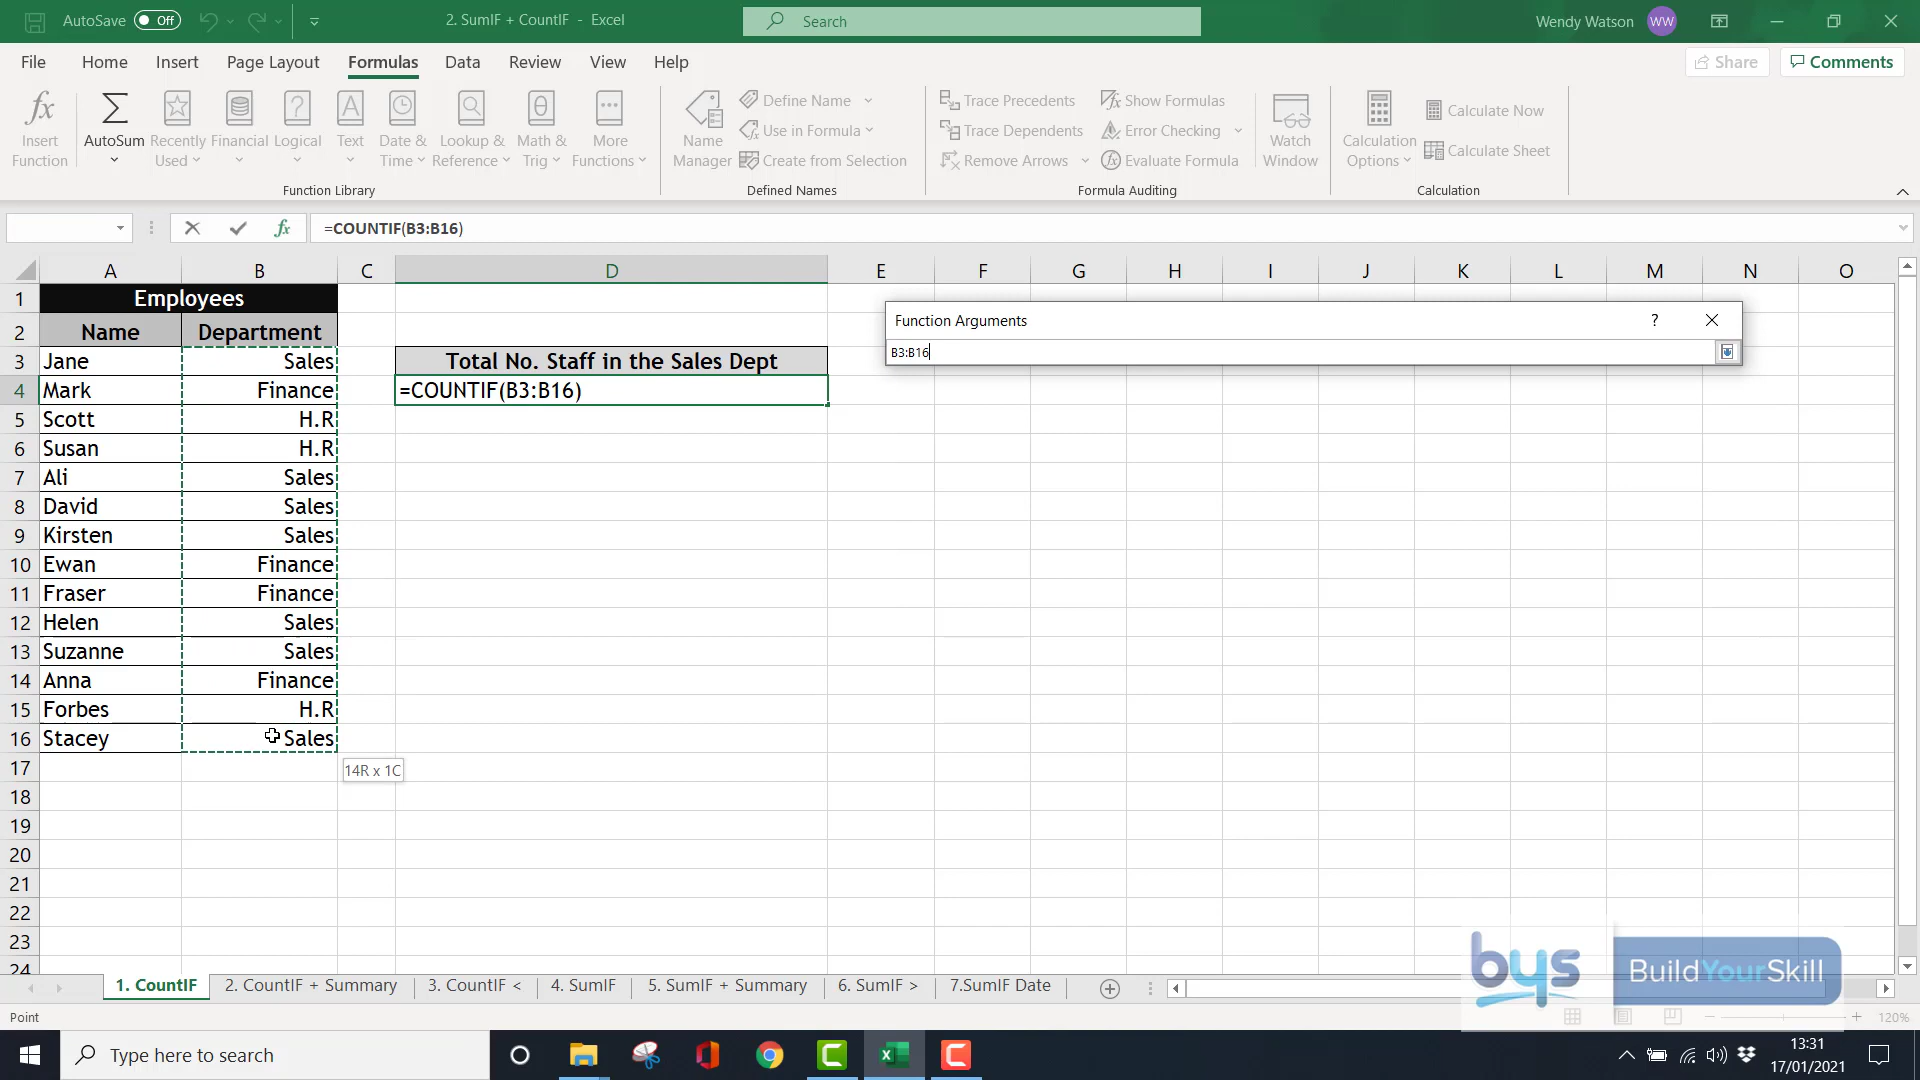 AutoSave Off
2. SumIF + CountIF - Excel
Search
Wendy Watson WW
File Home Insert Page Layout Formulas Data Review View Help
Share Comments
fx
Insert Function
AutoSum
Recently Used
Financial
Logical
Text
Date & Time
Lookup & Reference
Math & Trig
More Functions
Function Library
Name Manager
Define Name
Use in Formula
Create from Selection
Defined Names
Trace Precedents
Trace Dependents
Remove Arrows
Show Formulas
Error Checking
Evaluate Formula
Formula Auditing
Watch Window
Calculation Options
Calculate Now
Calculate Sheet
Calculation
fx =COUNTIF(B3:B16)
A B C D E F G H I J K L M N O
1 Employees
2 Name Department
3 Jane Sales Total No. Staff in the Sales Dept
4 Mark Finance =COUNTIF(B3:B16)
5 Scott H.R
6 Susan H.R
7 Ali Sales
8 David Sales
9 Kirsten Sales
10 Ewan Finance
11 Fraser Finance
12 Helen Sales
13 Suzanne Sales
14 Anna Finance
15 Forbes H.R
16 Stacey Sales
17
14R x 1C
18
19
20
21
22
23
24
Function Arguments ?
B3:B16
bys BuildYourSkill
1. CountIF 2. CountIF + Summary 3. CountIF < 4. SumIF 5. SumIF + Summary 6. SumIF > 7.SumIF Date
Point
120%
Type here to search
13:31
17/01/2021